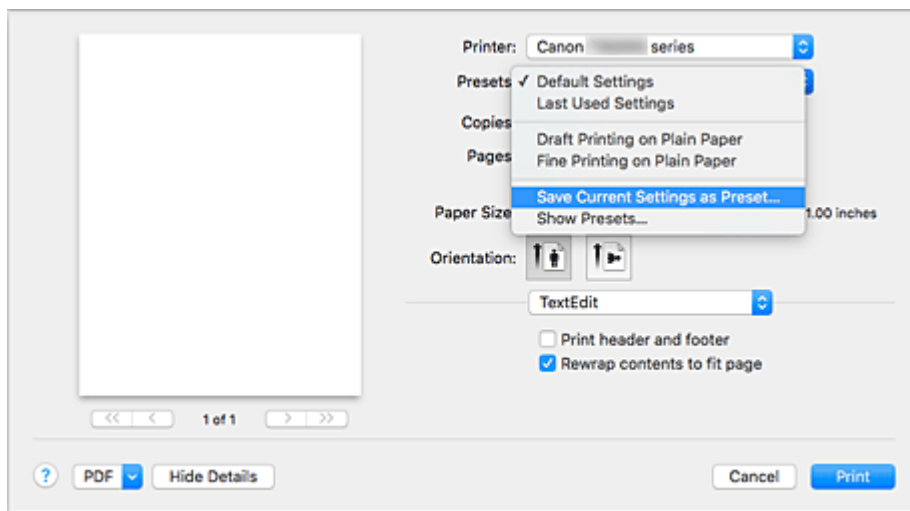 Printer: Canon series
Presets ✓ Default Settings
Last Used Settings
Copies
Draft Printing on Plain Paper
Pages
Fine Printing on Plain Paper
Save Current Settings as Preset...
Paper Size
1.00 inches
Show Presets...
Orientation:
TextEdit
Print header and footer
Rewrap contents to fit page
<< < 1 of 1 > >>
? PDF Hide Details Cancel Print